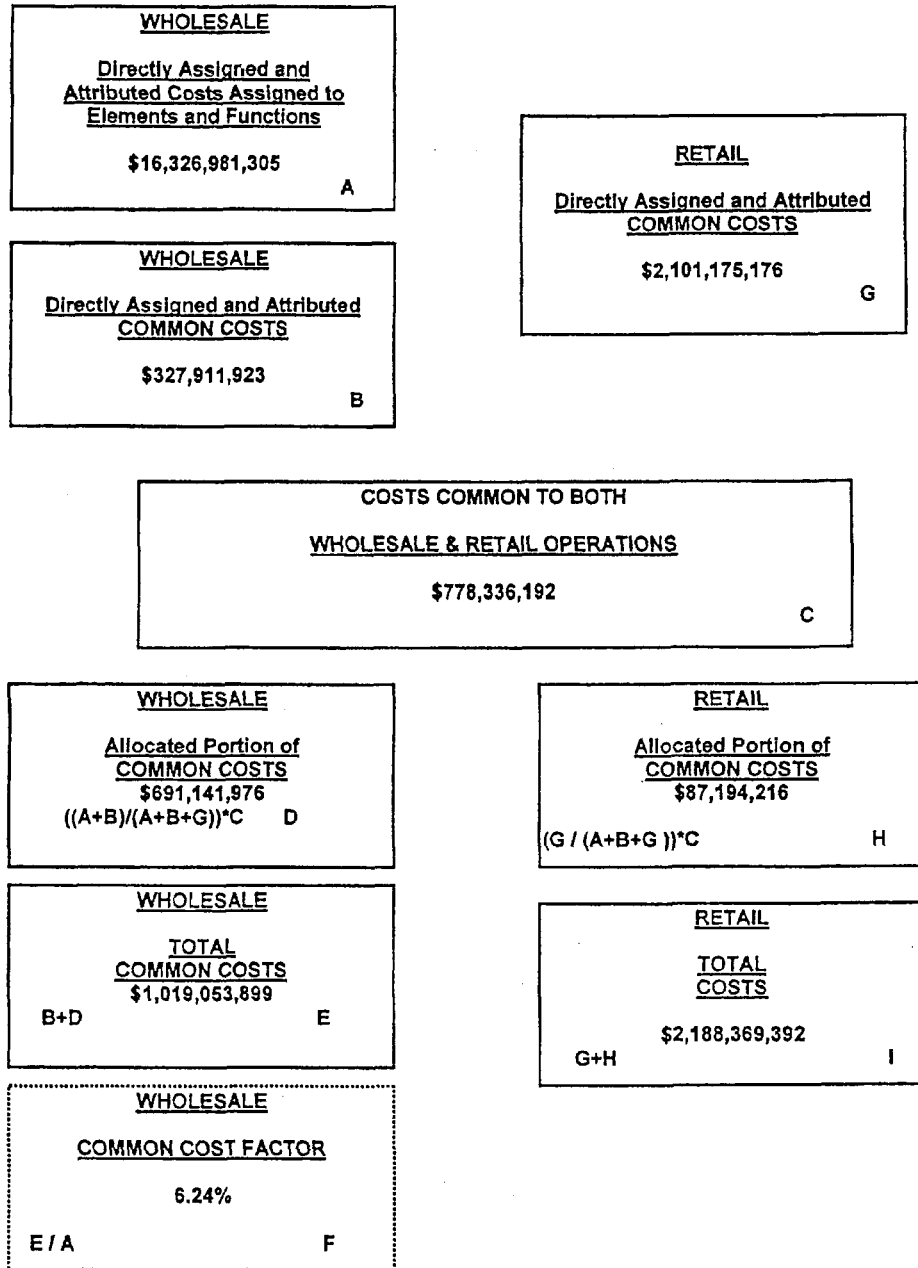 WHOLESALE
Directly Assigned and
Attributed Costs Assigned to
Elements and Functions
$16,326,981,305
A
RETAIL
Directly Assigned and Attributed
COMMON COSTS
$2,101,175,176
G
WHOLESALE
Directly Assigned and Attributed
COMMON COSTS
$327,911,923
B
COSTS COMMON TO BOTH
WHOLESALE & RETAIL OPERATIONS
$778,336,192
C
WHOLESALE
Allocated Portion of
COMMON COSTS
$691,141,976
((A+B)/(A+B+G))*C D
RETAIL
Allocated Portion of
COMMON COSTS
$87,194,216
(G / (A+B+G ))*C H
WHOLESALE
TOTAL
COMMON COSTS
$1,019,053,899
B+D E
RETAIL
TOTAL
COSTS
$2,188,369,392
G+H I
WHOLESALE
COMMON COST FACTOR
6.24%
E / A F